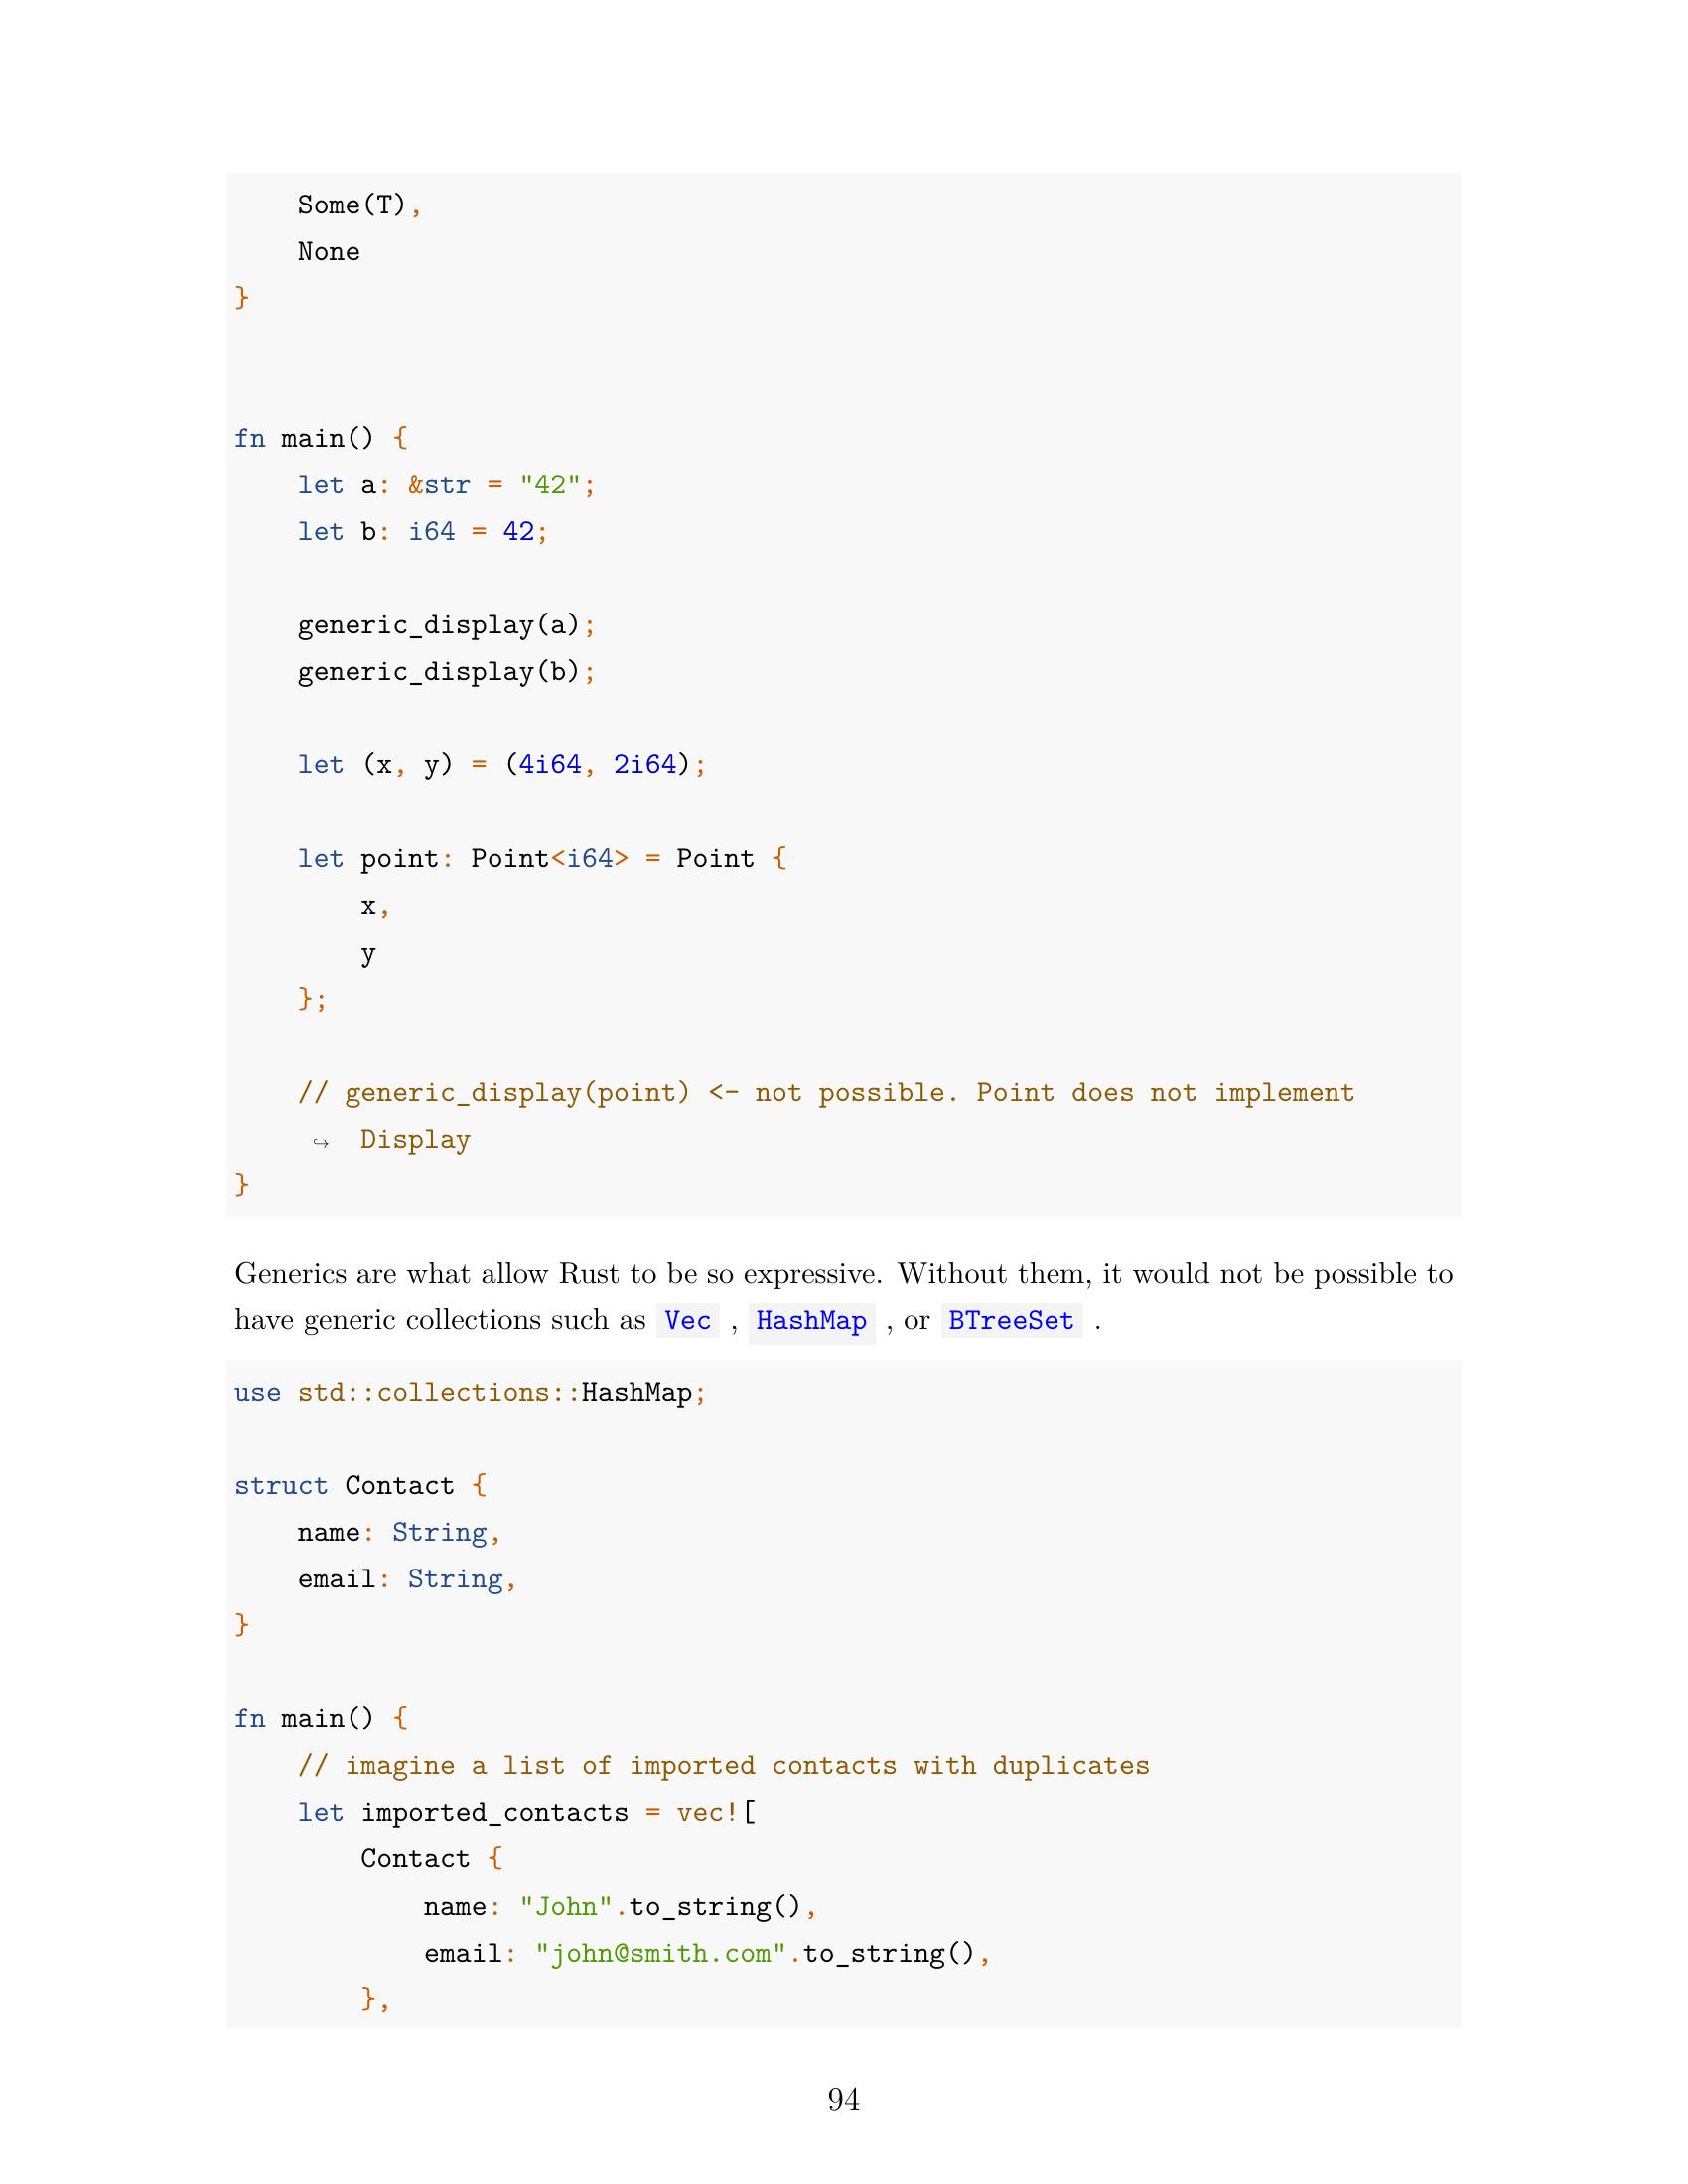 Some(T),
    None
}
fn main() {
    let a: &str = "42";
    let b: i64 = 42;
    generic_display(a);
    generic_display(b);
    let (x, y) = (4i64, 2i64);
    let point: Point<i64> = Point {
        x,
        y
    };
    // generic_display(point) <- not possible. Point does not implement
     ↪  Display
}
Generics are what allow Rust to be so expressive. Without them, it would not be possible to
have generic collections such as Vec , HashMap , or BTreeSet .
use std::collections::HashMap;
struct Contact {
    name: String,
    email: String,
}
fn main() {
    // imagine a list of imported contacts with duplicates
    let imported_contacts = vec![
        Contact {
            name: "John".to_string(),
            email: "john@smith.com".to_string(),
        },
94